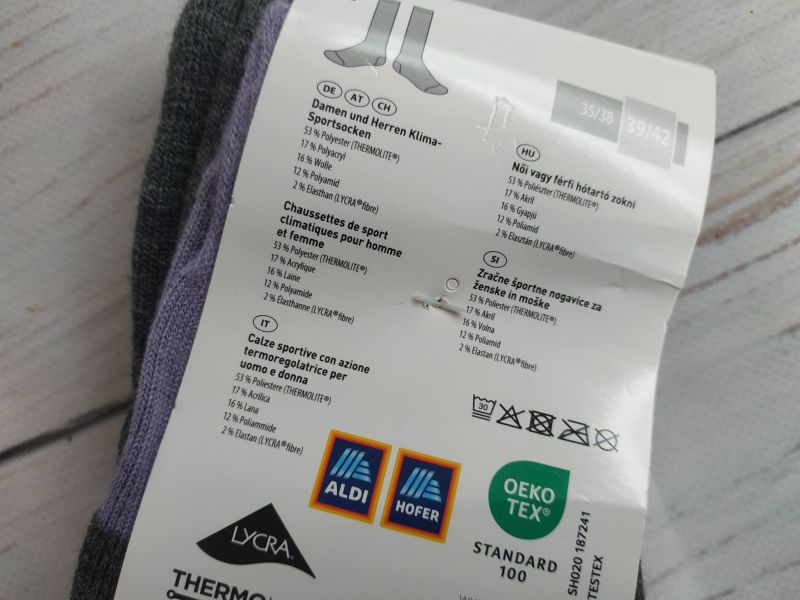 35/38
39/42
DE AT CH
Damen und Herren Klima-
Sportsocken
53 % Polyester (THERMOLITE®)
17 % Polyacryl
16 % Wolle
12 % Polyamid
2 % Elasthan (LYCRA® fibre)
Chaussettes de sport
climatiques pour homme
et femme
53 % Polyester (THERMOLITE®)
17 % Acrylique
16 % Laine
12 % Polyamide
2 % Élasthanne (LYCRA® fibre)
IT
Calze sportive con azione
termoregolatrice per
uomo e donna
53 % Poliestere (THERMOLITE®)
17 % Acrilica
16 % Lana
12 % Poliammide
2 % Elastan (LYCRA® fibre)
HU
Női vagy férfi hőtartó zokni
53 % Poliészter (THERMOLITE®)
17 % Akril
16 % Gyapjú
12 % Poliamid
2 % Elasztán (LYCRA® fibre)
SI
Zračne športne nogavice za
ženske in moške
53 % Poliester (THERMOLITE®)
17 % Akril
16 % Volna
12 % Poliamid
2 % Elastan (LYCRA® fibre)
30
ALDI
HOFER
OEKO
TEX®
STANDARD
100
SH020 187241
TESTEX
LYCRA®